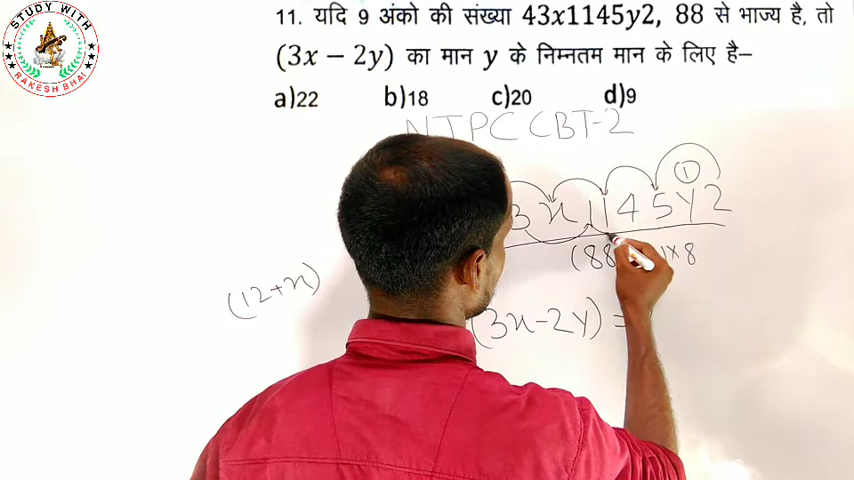 STUDY WITH
RAKESH BHAI
11. यदि 9 अंको की संख्या 43x1145y2, 88 से भाज्य है, तो
(3x − 2y) का मान y के निम्नतम मान के लिए है–
a)22 b)18 c)20 d)9
NTPC CBT-2
1
3x1145y2
(88 1×8
(12+x)
(3x-2y) =